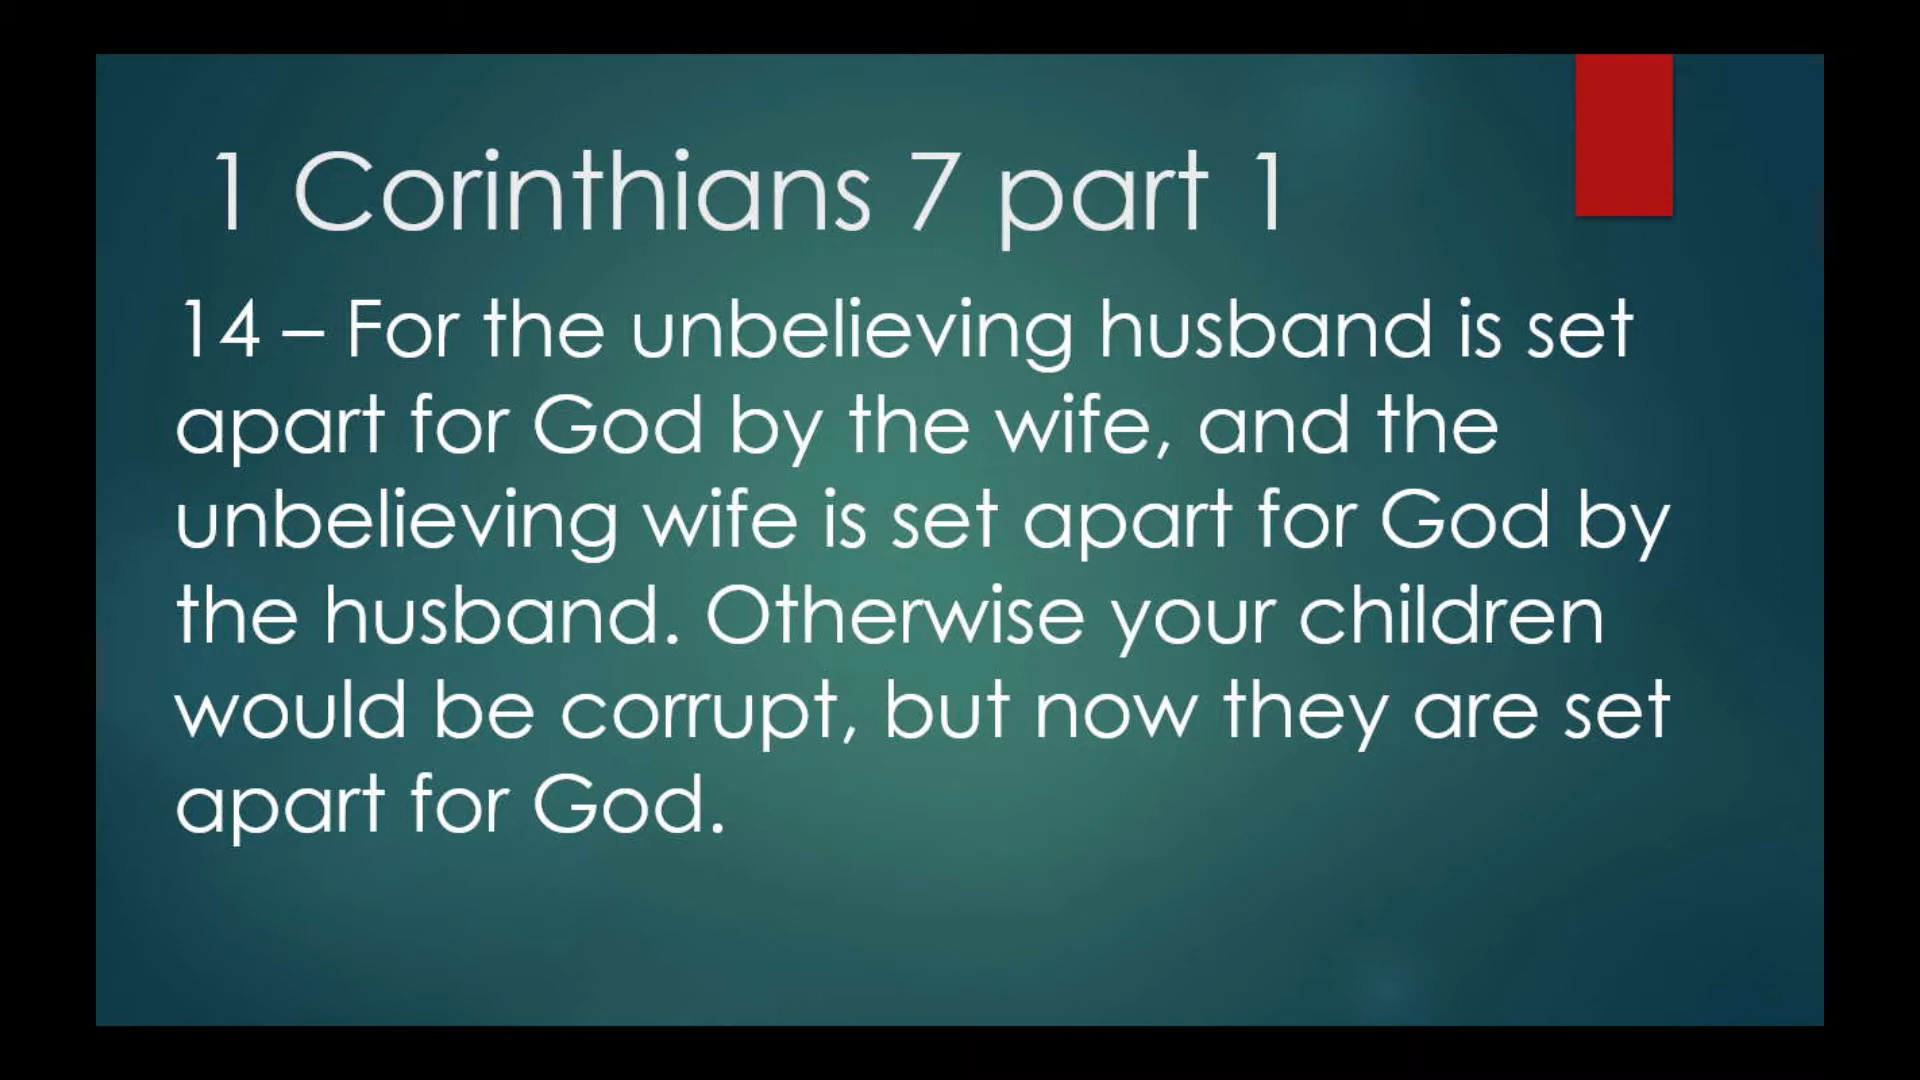 1 Corinthians 7 part 1
14 – For the unbelieving husband is set
apart for God by the wife, and the
unbelieving wife is set apart for God by
the husband. Otherwise your children
would be corrupt, but now they are set
apart for God.